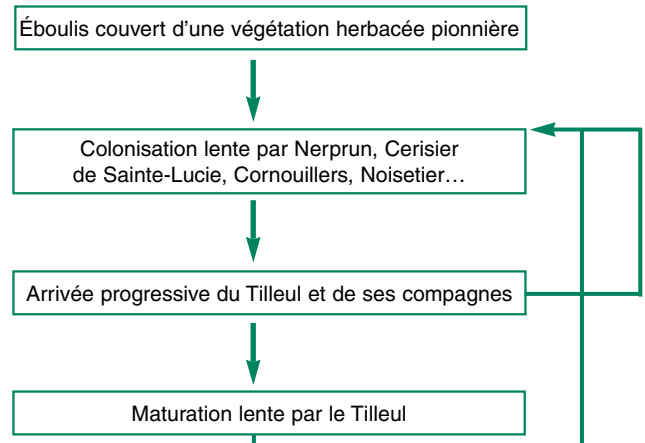 Éboulis couvert d'une végétation herbacée pionnière
Colonisation lente par Nerprun, Cerisier
de Sainte-Lucie, Cornouillers, Noisetier…
Arrivée progressive du Tilleul et de ses compagnes
Maturation lente par le Tilleul